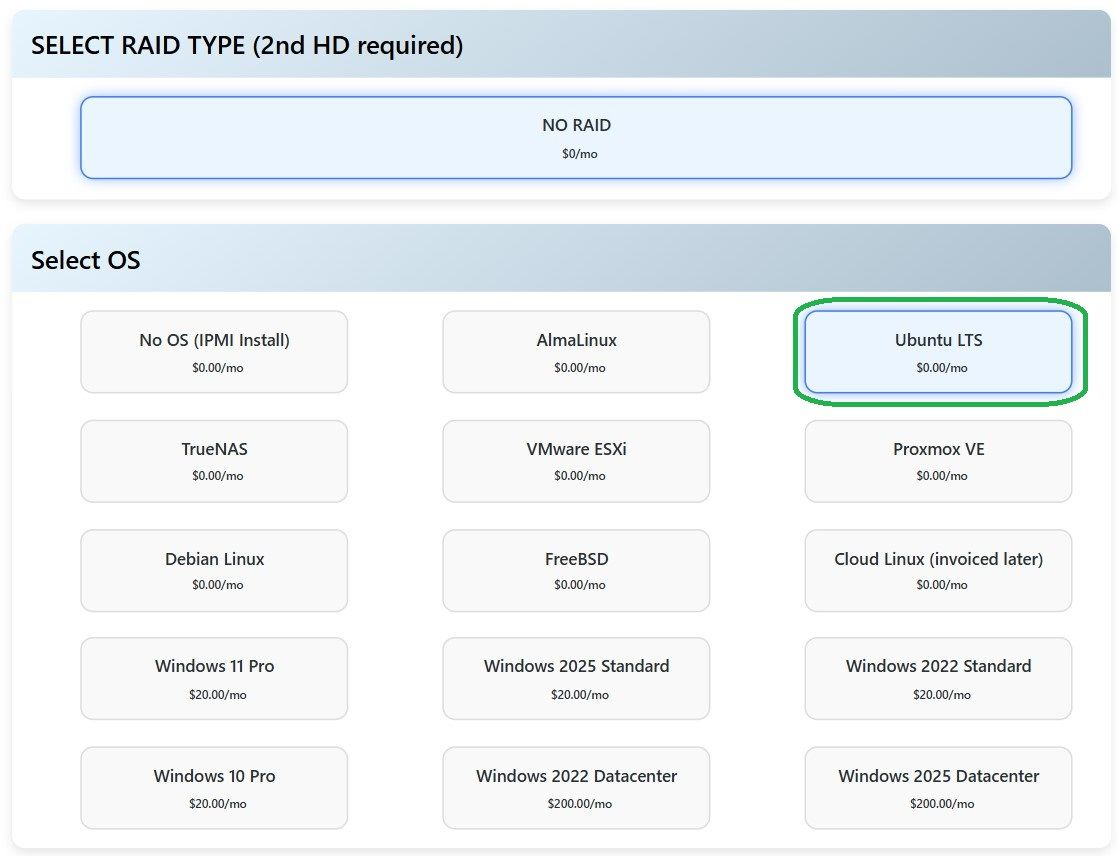 SELECT RAID TYPE (2nd HD required)
NO RAID
$0/mo
Select OS
No OS (IPMI Install)
$0.00/mo
AlmaLinux
$0.00/mo
Ubuntu LTS
$0.00/mo
TrueNAS
$0.00/mo
VMware ESXi
$0.00/mo
Proxmox VE
$0.00/mo
Debian Linux
$0.00/mo
FreeBSD
$0.00/mo
Cloud Linux (invoiced later)
$0.00/mo
Windows 11 Pro
$20.00/mo
Windows 2025 Standard
$20.00/mo
Windows 2022 Standard
$20.00/mo
Windows 10 Pro
$20.00/mo
Windows 2022 Datacenter
$200.00/mo
Windows 2025 Datacenter
$200.00/mo